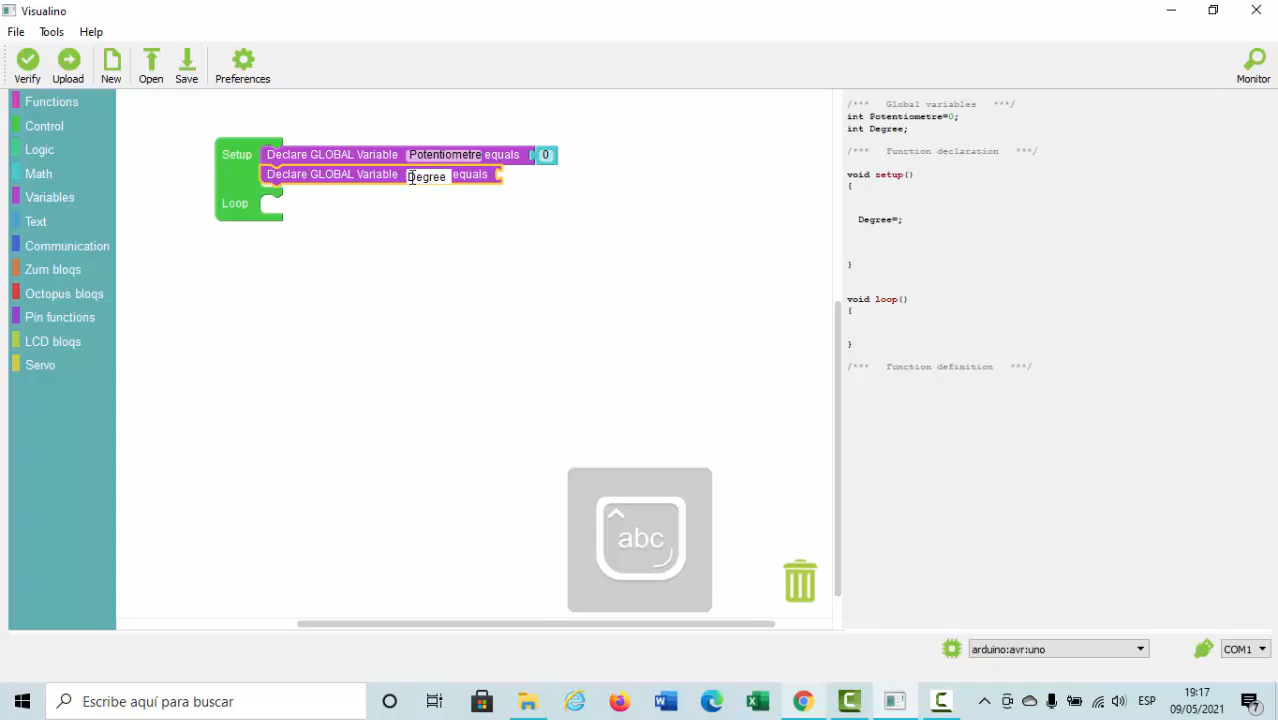 Visualino
File Tools Help
Verify Upload New Open Save Preferences Monitor
Functions
Control
Logic
Math
Variables
Text
Communication
Zum bloqs
Octopus bloqs
Pin functions
LCD bloqs
Servo
Setup Declare GLOBAL Variable Potentiometre equals 0
Declare GLOBAL Variable Degree equals
Loop
abc
/*** Global variables ***/
int Potentiometre=0;
int Degree;
/*** Function declaration ***/
void setup()
{
Degree=;
}
void loop()
{
}
/*** Function definition ***/
arduino:avr:uno COM1
Escribe aquí para buscar
ESP
19:17
09/05/2021
7